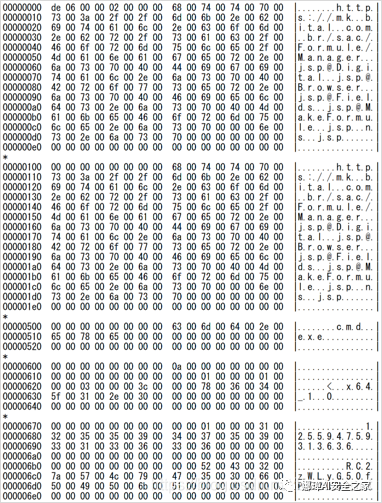 00000000 de 06 00 00 02 00 00 00 68 00 74 00 74 00 70 00 |........h.t.t.p.|
00000010 73 00 3a 00 2f 00 2f 00 6d 00 6b 00 2e 00 62 00 |s.:././.m.k...b.|
00000020 69 00 74 00 61 00 6c 00 2e 00 63 00 6f 00 6d 00 |i.t.a.l...c.o.m.|
00000030 2e 00 62 00 72 00 2f 00 73 00 61 00 63 00 2f 00 |..b.r./.s.a.c./.|
00000040 46 00 6f 00 72 00 6d 00 75 00 6c 00 65 00 2f 00 |F.o.r.m.u.l.e./.|
00000050 4d 00 61 00 6e 00 61 00 67 00 65 00 72 00 2e 00 |M.a.n.a.g.e.r...|
00000060 6a 00 73 00 70 00 40 00 44 00 69 00 67 00 69 00 |j.s.p.@.D.i.g.i.|
00000070 74 00 61 00 6c 00 2e 00 6a 00 73 00 70 00 40 00 |t.a.l...j.s.p.@.|
00000080 42 00 72 00 6f 00 77 00 73 00 65 00 72 00 2e 00 |B.r.o.w.s.e.r...|
00000090 6a 00 73 00 70 00 40 00 46 00 69 00 65 00 6c 00 |j.s.p.@.F.i.e.l.|
000000a0 64 00 73 00 2e 00 6a 00 73 00 70 00 40 00 4d 00 |d.s...j.s.p.@.M.|
000000b0 61 00 6b 00 65 00 46 00 6f 00 72 00 6d 00 75 00 |a.k.e.F.o.r.m.u.|
000000c0 6c 00 65 00 2e 00 6a 00 73 00 70 00 00 00 6e 00 |l.e...j.s.p...n.|
000000d0 73 00 2e 00 6a 00 73 00 70 00 00 00 00 00 00 00 |s...j.s.p.......|
000000e0 00 00 00 00 00 00 00 00 00 00 00 00 00 00 00 00 |................|
*
00000100 00 00 00 00 00 00 00 00 68 00 74 00 74 00 70 00 |........h.t.t.p.|
00000110 73 00 3a 00 2f 00 2f 00 6d 00 6b 00 2e 00 62 00 |s.:././.m.k...b.|
00000120 69 00 74 00 61 00 6c 00 2e 00 63 00 6f 00 6d 00 |i.t.a.l...c.o.m.|
00000130 2e 00 62 00 72 00 2f 00 73 00 61 00 63 00 2f 00 |..b.r./.s.a.c./.|
00000140 46 00 6f 00 72 00 6d 00 75 00 6c 00 65 00 2f 00 |F.o.r.m.u.l.e./.|
00000150 4d 00 61 00 6e 00 61 00 67 00 65 00 72 00 2e 00 |M.a.n.a.g.e.r...|
00000160 6a 00 73 00 70 00 40 00 44 00 69 00 67 00 69 00 |j.s.p.@.D.i.g.i.|
00000170 74 00 61 00 6c 00 2e 00 6a 00 73 00 70 00 40 00 |t.a.l...j.s.p.@.|
00000180 42 00 72 00 6f 00 77 00 73 00 65 00 72 00 2e 00 |B.r.o.w.s.e.r...|
00000190 6a 00 73 00 70 00 40 00 46 00 69 00 65 00 6c 00 |j.s.p.@.F.i.e.l.|
000001a0 64 00 73 00 2e 00 6a 00 73 00 70 00 40 00 4d 00 |d.s...j.s.p.@.M.|
000001b0 61 00 6b 00 65 00 46 00 6f 00 72 00 6d 00 75 00 |a.k.e.F.o.r.m.u.|
000001c0 6c 00 65 00 2e 00 6a 00 73 00 70 00 00 00 6e 00 |l.e...j.s.p...n.|
000001d0 73 00 2e 00 6a 00 73 00 70 00 00 00 00 00 00 00 |s...j.s.p.......|
000001e0 00 00 00 00 00 00 00 00 00 00 00 00 00 00 00 00 |................|
*
00000500 00 00 00 00 00 00 00 00 63 00 6d 00 64 00 2e 00 |........c.m.d...|
00000510 65 00 78 00 65 00 00 00 00 00 00 00 00 00 00 00 |e.x.e...........|
00000520 00 00 00 00 00 00 00 00 00 00 00 00 00 00 00 00 |................|
*
00000600 00 00 00 00 00 00 00 00 0a 00 00 00 00 00 00 00 |................|
00000610 00 00 00 00 00 00 00 00 00 00 01 00 00 00 01 00 |................|
00000620 00 00 03 00 00 00 3c 00 00 00 78 00 36 00 34 00 |......<...x.6.4.|
00000630 5f 00 31 00 2e 00 30 00 00 00 00 00 00 00 00 00 |_.1...0.........|
00000640 00 00 00 00 00 00 00 00 00 00 00 00 00 00 00 00 |................|
*
00000670 00 00 00 00 00 00 00 00 00 00 01 00 00 00 31 00 |..............1.|
00000680 32 00 35 00 35 00 39 00 34 00 37 00 35 00 39 00 |2.5.5.9.4.7.5.9.|
00000690 33 00 31 00 33 00 36 00 33 00 36 00 00 00 00 00 |3.1.3.6.3.6.....|
000006a0 00 00 00 00 00 00 00 00 00 00 00 00 00 00 00 00 |................|
000006b0 00 00 00 00 00 00 00 00 00 00 52 00 43 00 32 00 |..........R.C.2.|
000006c0 7a 00 57 00 4c 00 79 00 47 00 35 00 30 00 66 00 |z.W.L.y.G.5.0.f.|
000006d0 50 00 49 00 50 00 6b 00 51 00